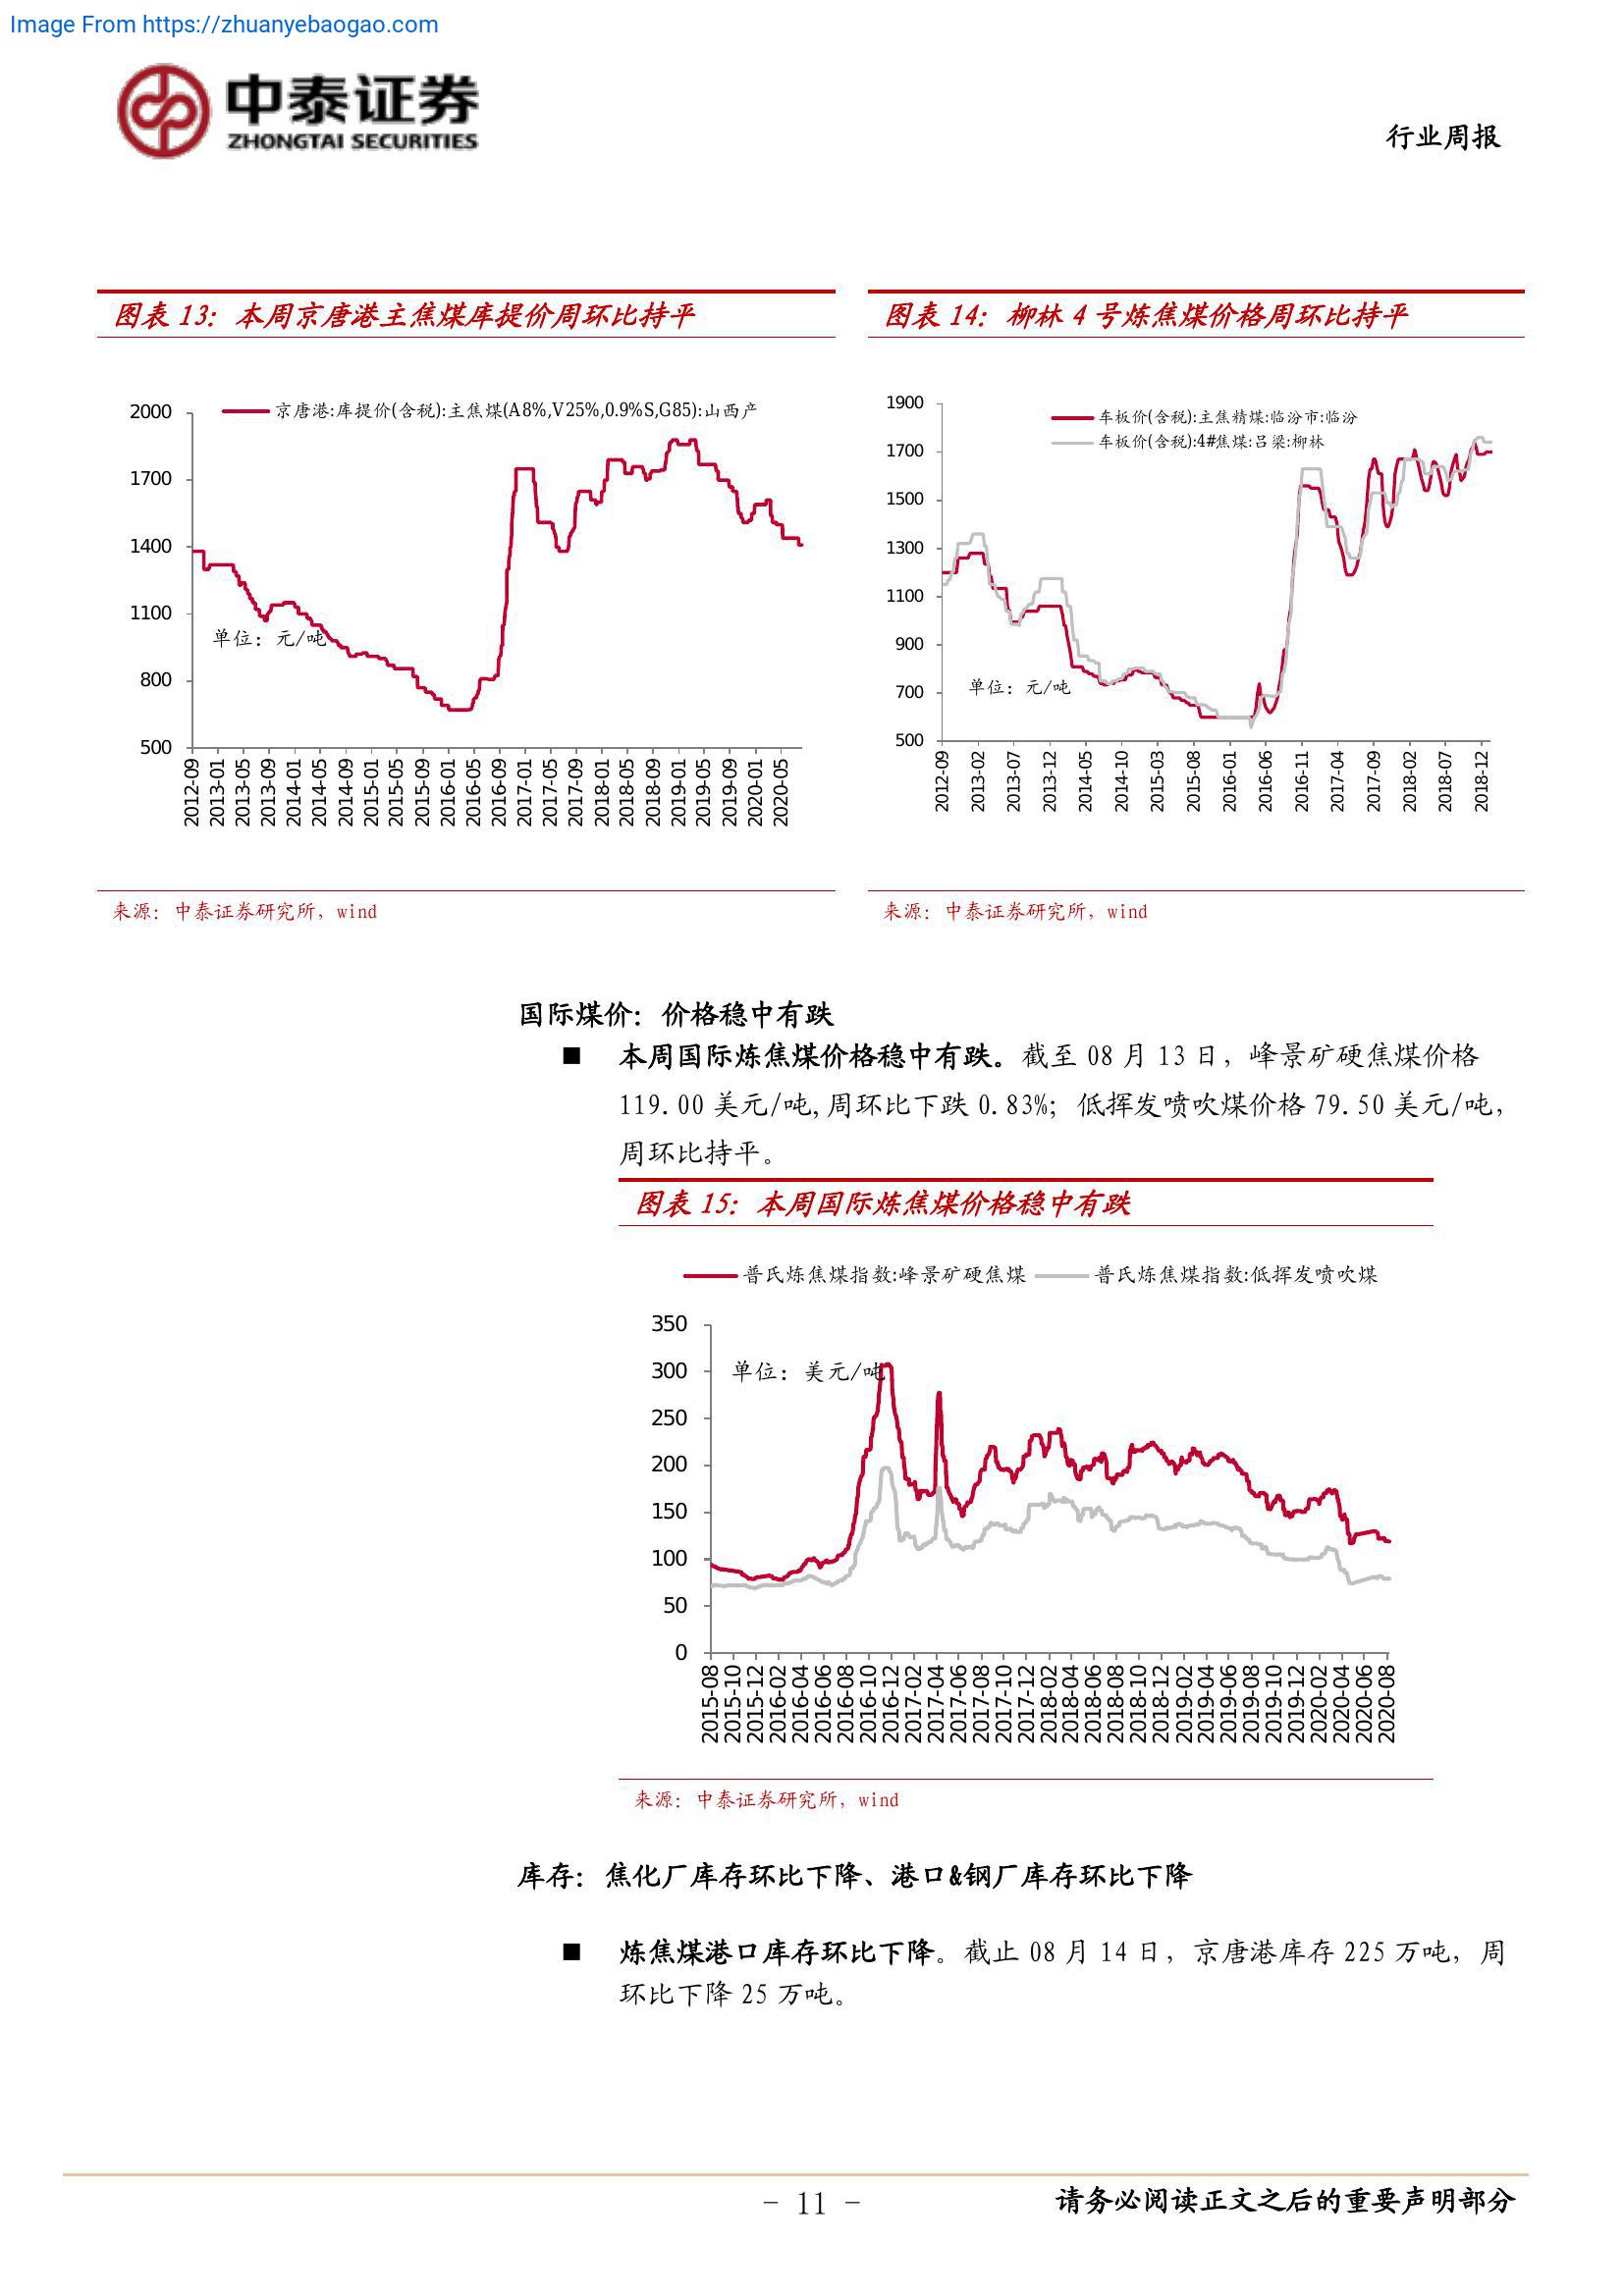 Image From https://zhuanyebaogao.com
中泰证券
ZHONGTAI SECURITIES
行业周报
图表 13：本周京唐港主焦煤库提价周环比持平
京唐港:库提价(含税):主焦煤(A8%,V25%,0.9%S,G85):山西产
2000
1700
1400
1100
800
500
单位：元/吨
2012-09 2013-01 2013-05 2013-09 2014-01 2014-05 2014-09 2015-01 2015-05 2015-09 2016-01 2016-05 2016-09 2017-01 2017-05 2017-09 2018-01 2018-05 2018-09 2019-01 2019-05 2019-09 2020-01 2020-05
来源：中泰证券研究所，wind
图表 14：柳林 4 号炼焦煤价格周环比持平
车板价(含税):主焦精煤:临汾市:临汾
车板价(含税):4#焦煤:吕梁:柳林
1900
1700
1500
1300
1100
900
700
500
单位：元/吨
2012-09 2013-02 2013-07 2013-12 2014-05 2014-10 2015-03 2015-08 2016-01 2016-06 2016-11 2017-04 2017-09 2018-02 2018-07 2018-12
来源：中泰证券研究所，wind
国际煤价：价格稳中有跌
■ 本周国际炼焦煤价格稳中有跌。截至 08 月 13 日，峰景矿硬焦煤价格
119.00 美元/吨,周环比下跌 0.83%；低挥发喷吹煤价格 79.50 美元/吨，
周环比持平。
图表 15：本周国际炼焦煤价格稳中有跌
普氏炼焦煤指数:峰景矿硬焦煤 普氏炼焦煤指数:低挥发喷吹煤
350
300
250
200
150
100
50
0
单位：美元/吨
2015-08 2015-10 2015-12 2016-02 2016-04 2016-06 2016-08 2016-10 2016-12 2017-02 2017-04 2017-06 2017-08 2017-10 2017-12 2018-02 2018-04 2018-06 2018-08 2018-10 2018-12 2019-02 2019-04 2019-06 2019-08 2019-10 2019-12 2020-02 2020-04 2020-06 2020-08
来源：中泰证券研究所，wind
库存：焦化厂库存环比下降、港口&钢厂库存环比下降
■ 炼焦煤港口库存环比下降。截止 08 月 14 日，京唐港库存 225 万吨，周
环比下降 25 万吨。
- 11 -
请务必阅读正文之后的重要声明部分